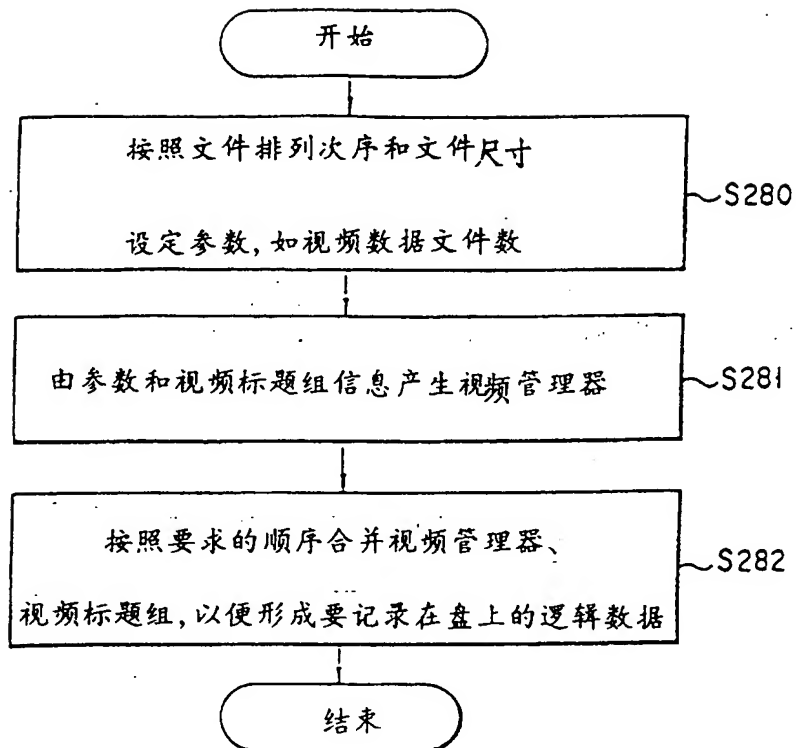 开始
按照文件排列次序和文件尺寸
设定参数,如视频数据文件数
S280
由参数和视频标题组信息产生视频管理器
S281
按照要求的顺序合并视频管理器、
视频标题组,以便形成要记录在盘上的逻辑数据
S282
结束